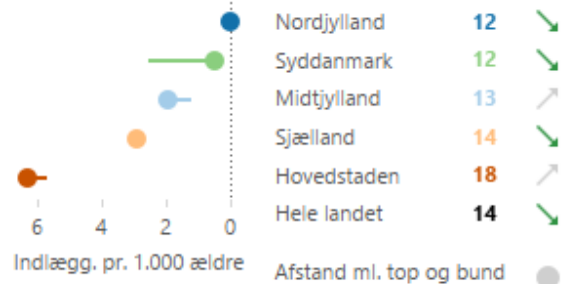 Nordjylland 12
Syddanmark 12
Midtjylland 13
Sjælland 14
Hovedstaden 18
Hele landet 14
6 4 2 0
Indlægg. pr. 1.000 ældre
Afstand ml. top og bund